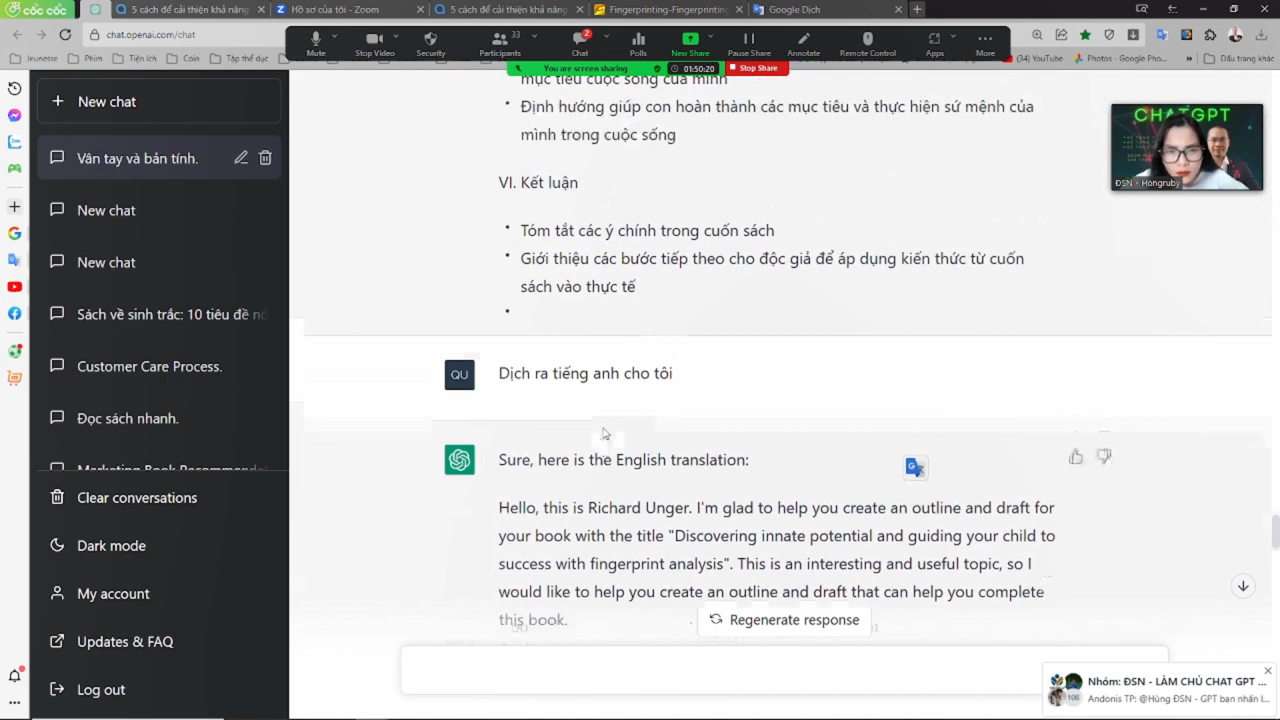 cốc cốc
5 cách để cải thiện khả năng
Hồ sơ của tôi - Zoom
5 cách để cải thiện khả năng
Fingerprinting-Fingerprinting
Google Dịch
chat.openai.com/chat
Mute
Stop Video
Security
33
Participants
2
Chat
Polls
New Share
Pause Share
Annotate
Remote Control
Apps
More
You are screen sharing
01:50:20
Stop Share
Jeunesse
Phim
Tiện ích
Coin
Tập thể dục
(34) YouTube
Photos - Google Pho...
Dấu trang khác
New chat
Vân tay và bản tính.
New chat
New chat
Sách về sinh trắc: 10 tiêu đề nổ
Customer Care Process.
Đọc sách nhanh.
Marketing Book Recommendat
Clear conversations
Dark mode
My account
Updates & FAQ
Log out
mục tiêu cuộc sống của mình
• Định hướng giúp con hoàn thành các mục tiêu và thực hiện sứ mệnh của
mình trong cuộc sống
VI. Kết luận
• Tóm tắt các ý chính trong cuốn sách
• Giới thiệu các bước tiếp theo cho độc giả để áp dụng kiến thức từ cuốn
sách vào thực tế
•
QU
Dịch ra tiếng anh cho tôi
Sure, here is the English translation:
Hello, this is Richard Unger. I'm glad to help you create an outline and draft for
your book with the title "Discovering innate potential and guiding your child to
success with fingerprint analysis". This is an interesting and useful topic, so I
would like to help you create an outline and draft that can help you complete
this book.
Regenerate response
CHATGPT
ĐSN - Hongruby
Nhóm: ĐSN - LÀM CHỦ CHAT GPT ...
Andonis TP: @Hùng ĐSN - GPT bạn nhấn l...